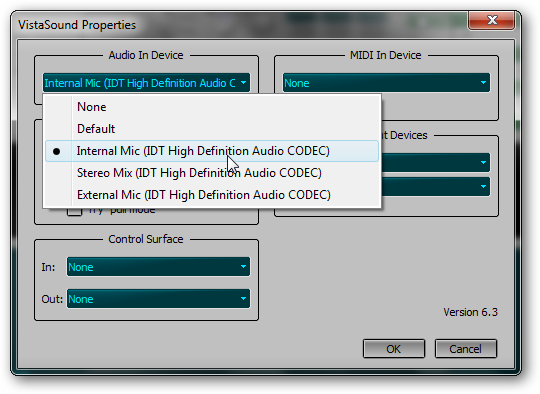 VistaSound Properties
Audio In Device
MIDI In Device
Internal Mic (IDT High Definition Audio C
None
None
Default
Internal Mic (IDT High Definition Audio CODEC)
Stereo Mix (IDT High Definition Audio CODEC)
External Mic (IDT High Definition Audio CODEC)
Devices
Try "pull mode"
Control Surface
In: None
Out: None
Version 6.3
OK
Cancel